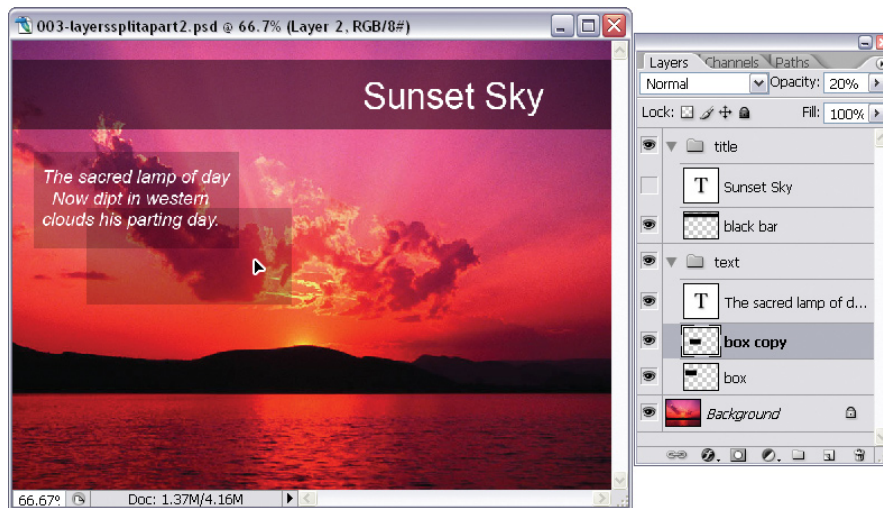 003-layerssplitapart2.psd @ 66.7% (Layer 2, RGB/8#)
Sunset Sky
The sacred lamp of day
Now dipt in western
clouds his parting day.
66.67%
Doc: 1.37M/4.16M
Layers Channels Paths
Normal Opacity: 20%
Lock: Fill: 100%
title
T Sunset Sky
black bar
text
T The sacred lamp of d...
box copy
box
Background